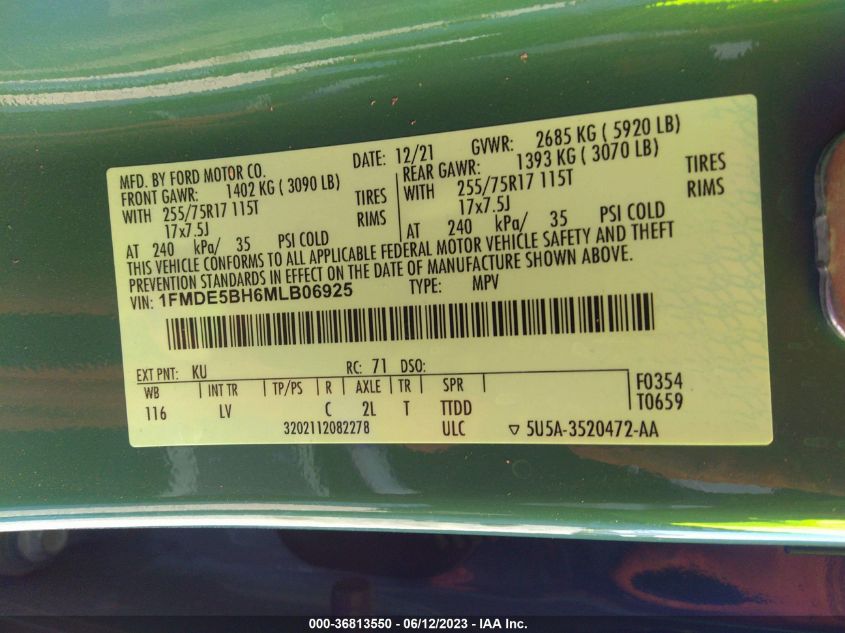 MFD. BY FORD MOTOR CO. DATE: 12/21 GVWR: 2685 KG (5920 LB)
FRONT GAWR: 1402 KG (3090 LB) REAR GAWR: 1393 KG (3070 LB)
WITH 255/75R17 115T TIRES WITH 255/75R17 115T TIRES
17x7.5J RIMS 17x7.5J RIMS
AT 240 kPa/ 35 PSI COLD AT 240 kPa/ 35 PSI COLD
THIS VEHICLE CONFORMS TO ALL APPLICABLE FEDERAL MOTOR VEHICLE SAFETY AND THEFT
PREVENTION STANDARDS IN EFFECT ON THE DATE OF MANUFACTURE SHOWN ABOVE.
VIN: 1FMDE5BH6MLB06925 TYPE: MPV
EXT PNT: KU RC: 71 DSO:
WB INT TR TP/PS R AXLE TR SPR F0354
116 LV C 2L T TTDD T0659
3202112082278 ULC ▽ 5U5A-3520472-AA
000-36813550 - 06/12/2023 - IAA Inc.